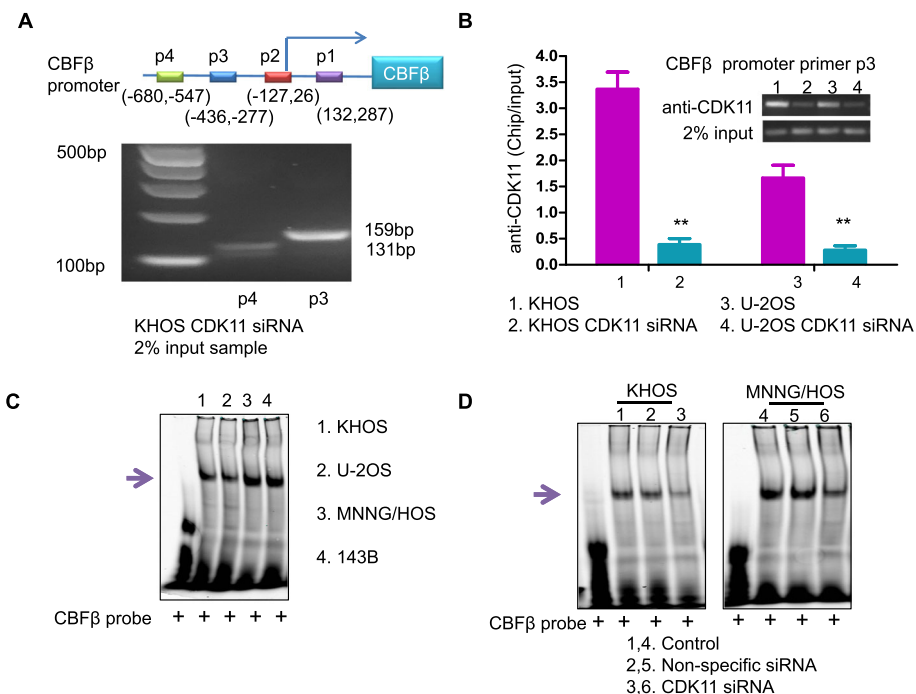 A
p4 p3 p2 p1
CBFβ promoter
CBFβ
(-680,-547) (-127,26)
(-436,-277) (132,287)
500bp
159bp
131bp
100bp
p4 p3
KHOS CDK11 siRNA
2% input sample
B
anti-CDK11 (Chip/input)
4.0
3.5
3.0
2.5
2.0
1.5
1.0
0.5
0.0
CBFβ promoter primer p3
1 2 3 4
anti-CDK11
2% input
** **
1 2 3 4
1. KHOS
2. KHOS CDK11 siRNA
3. U-2OS
4. U-2OS CDK11 siRNA
C
1 2 3 4
1. KHOS
2. U-2OS
3. MNNG/HOS
4. 143B
CBFβ probe + + + + +
D
KHOS MNNG/HOS
1 2 3 4 5 6
CBFβ probe + + + + + + + +
1,4. Control
2,5. Non-specific siRNA
3,6. CDK11 siRNA